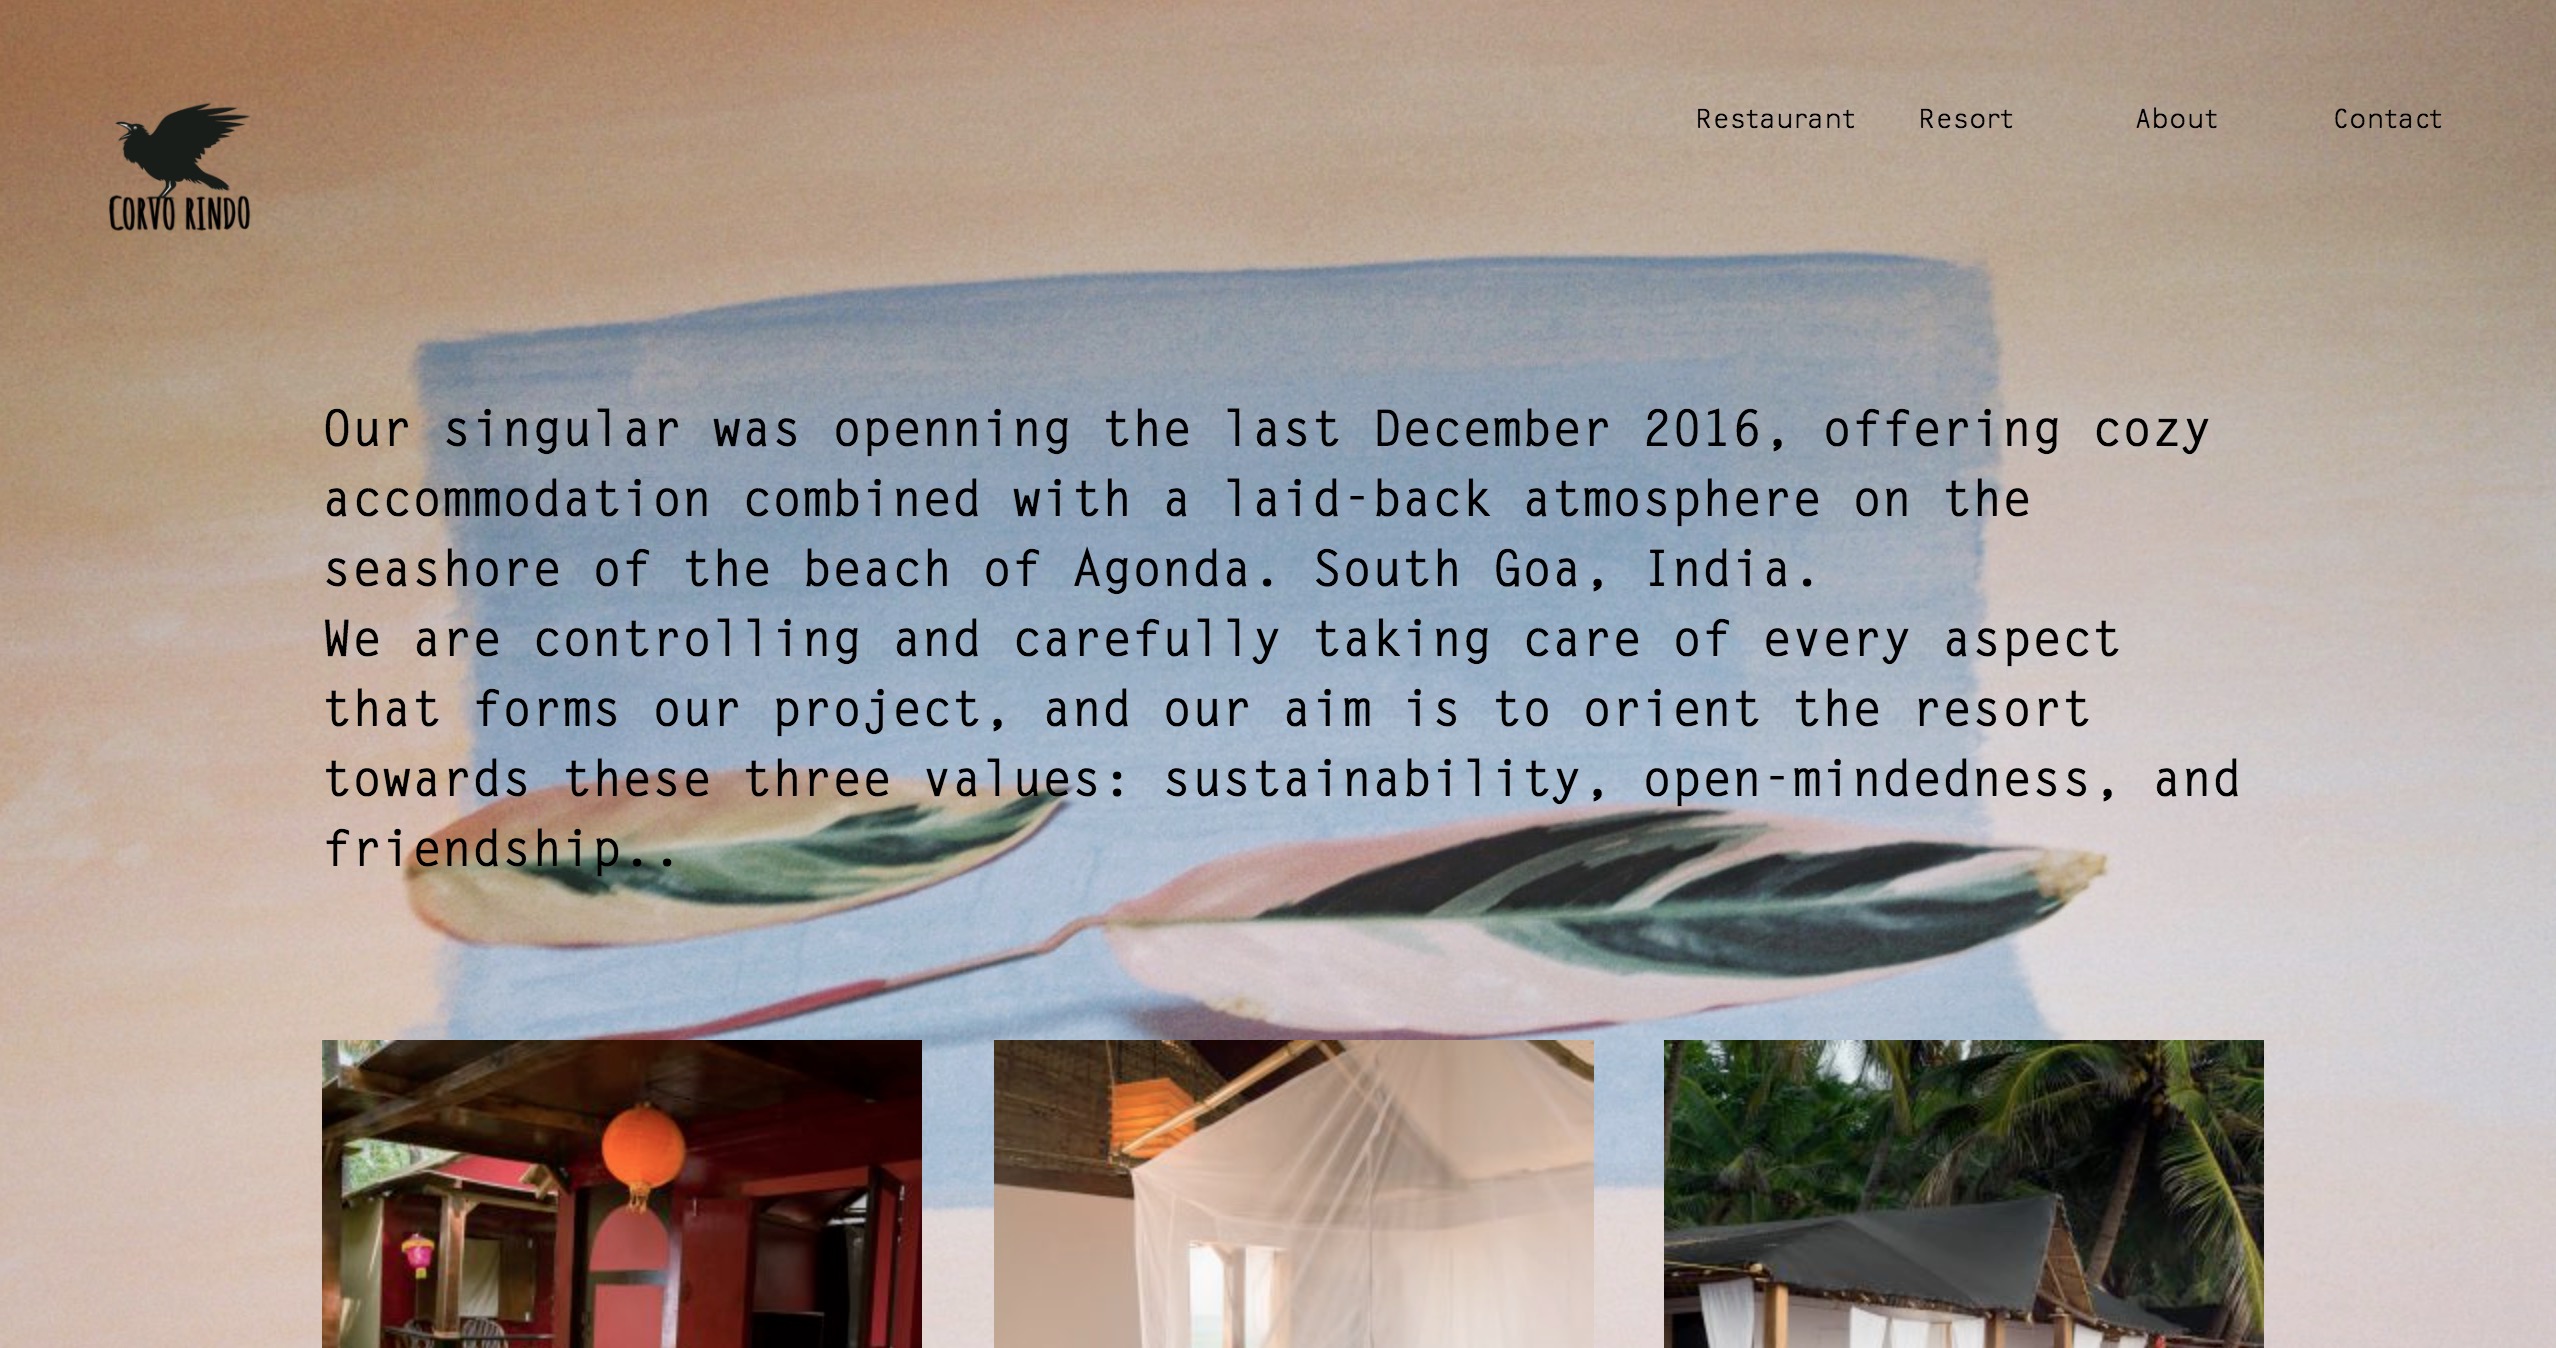 Restaurant Resort About Contact
CORVO RINDO
Our singular was openning the last December 2016, offering cozy
accommodation combined with a laid-back atmosphere on the
seashore of the beach of Agonda. South Goa, India.
We are controlling and carefully taking care of every aspect
that forms our project, and our aim is to orient the resort
towards these three values: sustainability, open-mindedness, and
friendship..